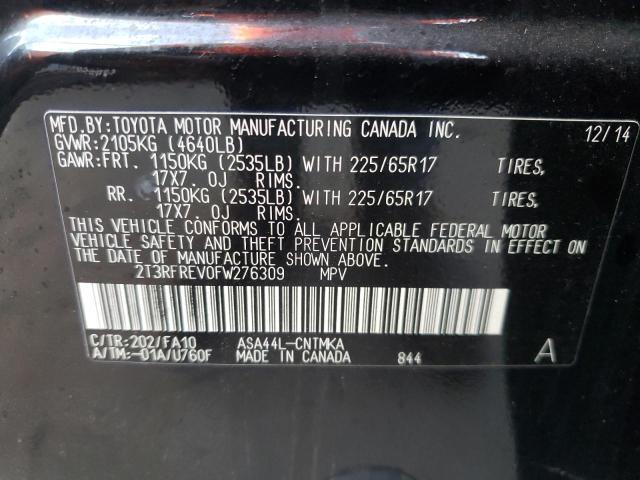 MFD.BY:TOYOTA MOTOR MANUFACTURING CANADA INC. 12/14
GVWR:2105KG (4640LB)
GAWR:FRT. 1150KG (2535LB) WITH 225/65R17 TIRES,
17X7. 0J RIMS.
RR. 1150KG (2535LB) WITH 225/65R17 TIRES,
17X7. 0J RIMS.
THIS VEHICLE CONFORMS TO ALL APPLICABLE FEDERAL MOTOR
VEHICLE SAFETY AND THEFT PREVENTION STANDARDS IN EFFECT ON
THE DATE OF MANUFACTURE SHOWN ABOVE.
2T3RFREV0FW276309 MPV
C/TR:202/FA10 ASA44L-CNTMKA
A/TM:-01A/U760F MADE IN CANADA 844 A